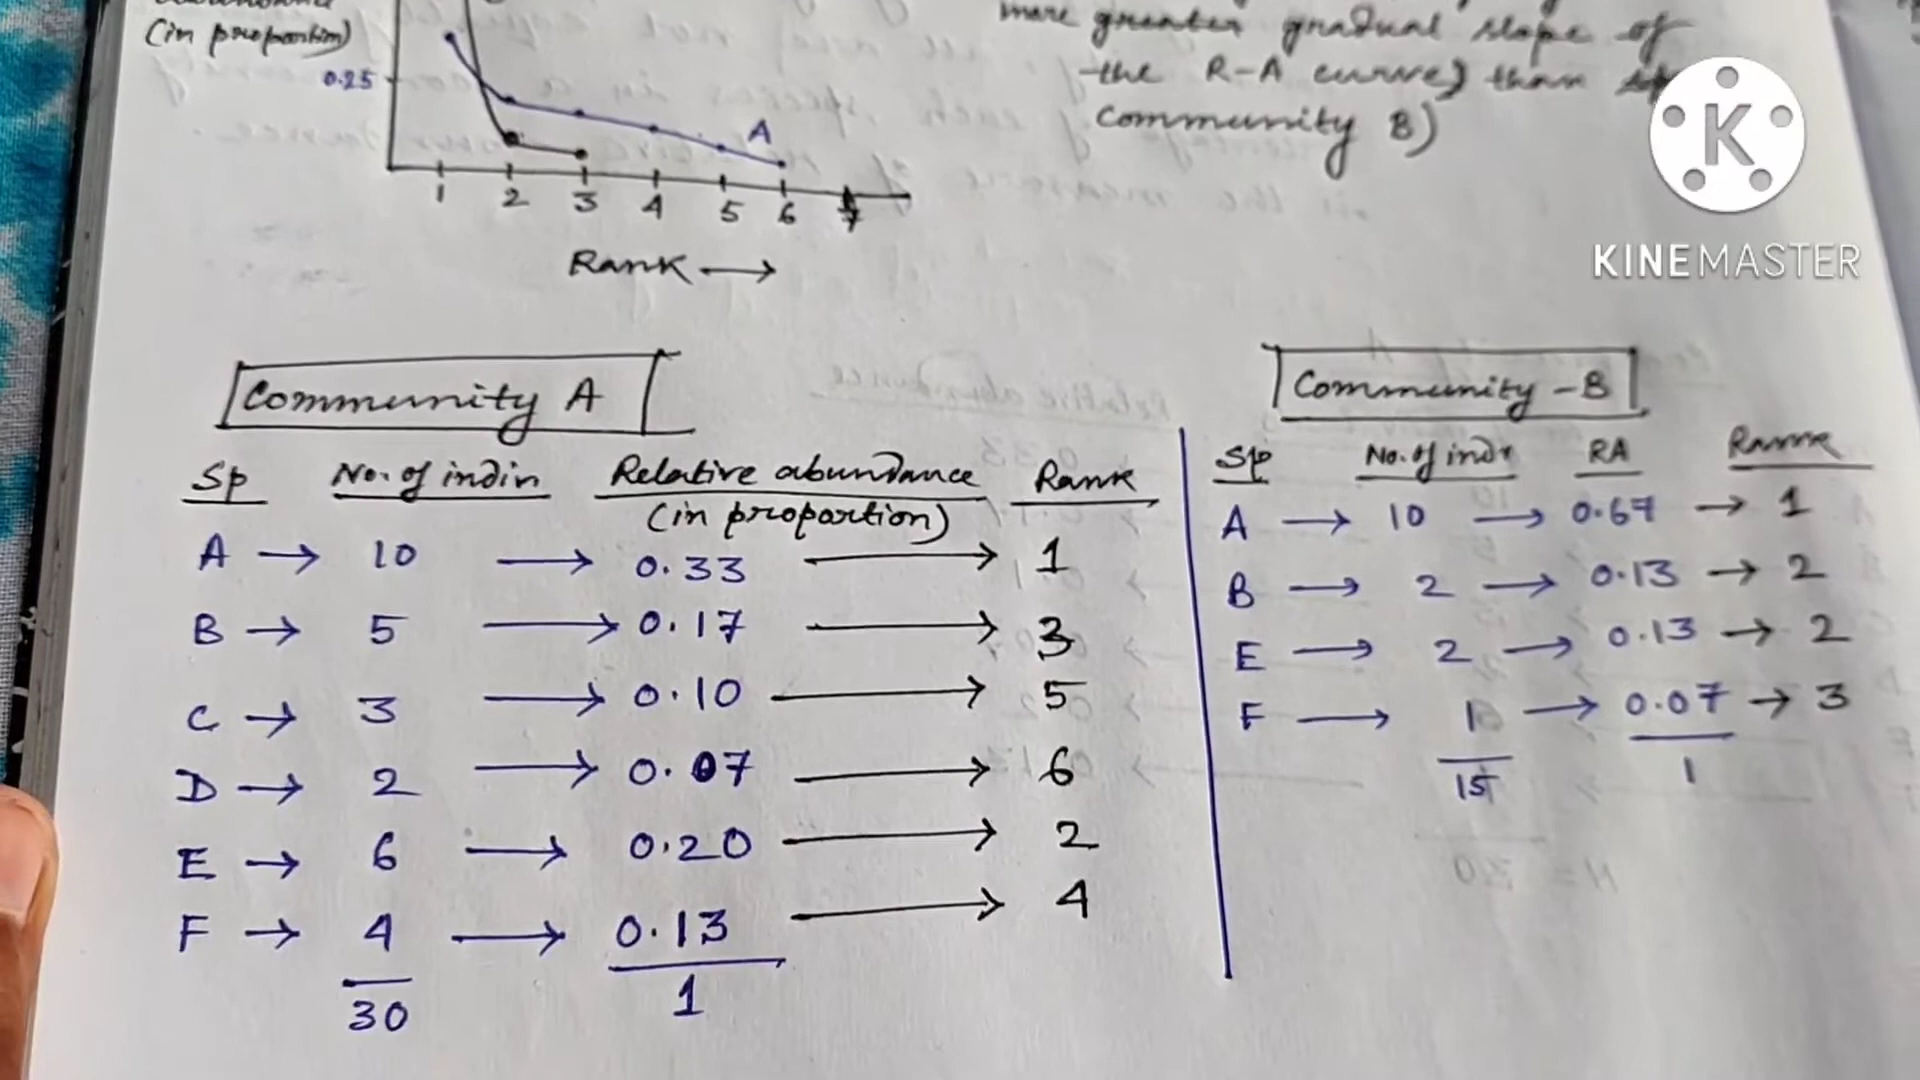 (in proportion)
0.25
A
1 2 3 4 5 6 7
Rank →
more greater gradual slope of
the R-A curve) than
Community B)
K
KINEMASTER
Community A
Sp No. of indin Relative abundance Rank
(in proportion)
A → 10 → 0.33 → 1
B → 5 → 0.17 → 3
C → 3 → 0.10 → 5
D → 2 → 0.07 → 6
E → 6 → 0.20 → 2
F → 4 → 0.13 → 4
30 1
Community - B
Sp No. of indv RA Rank
A → 10 → 0.67 → 1
B → 2 → 0.13 → 2
E → 2 → 0.13 → 2
F → 1 → 0.07 → 3
15 1